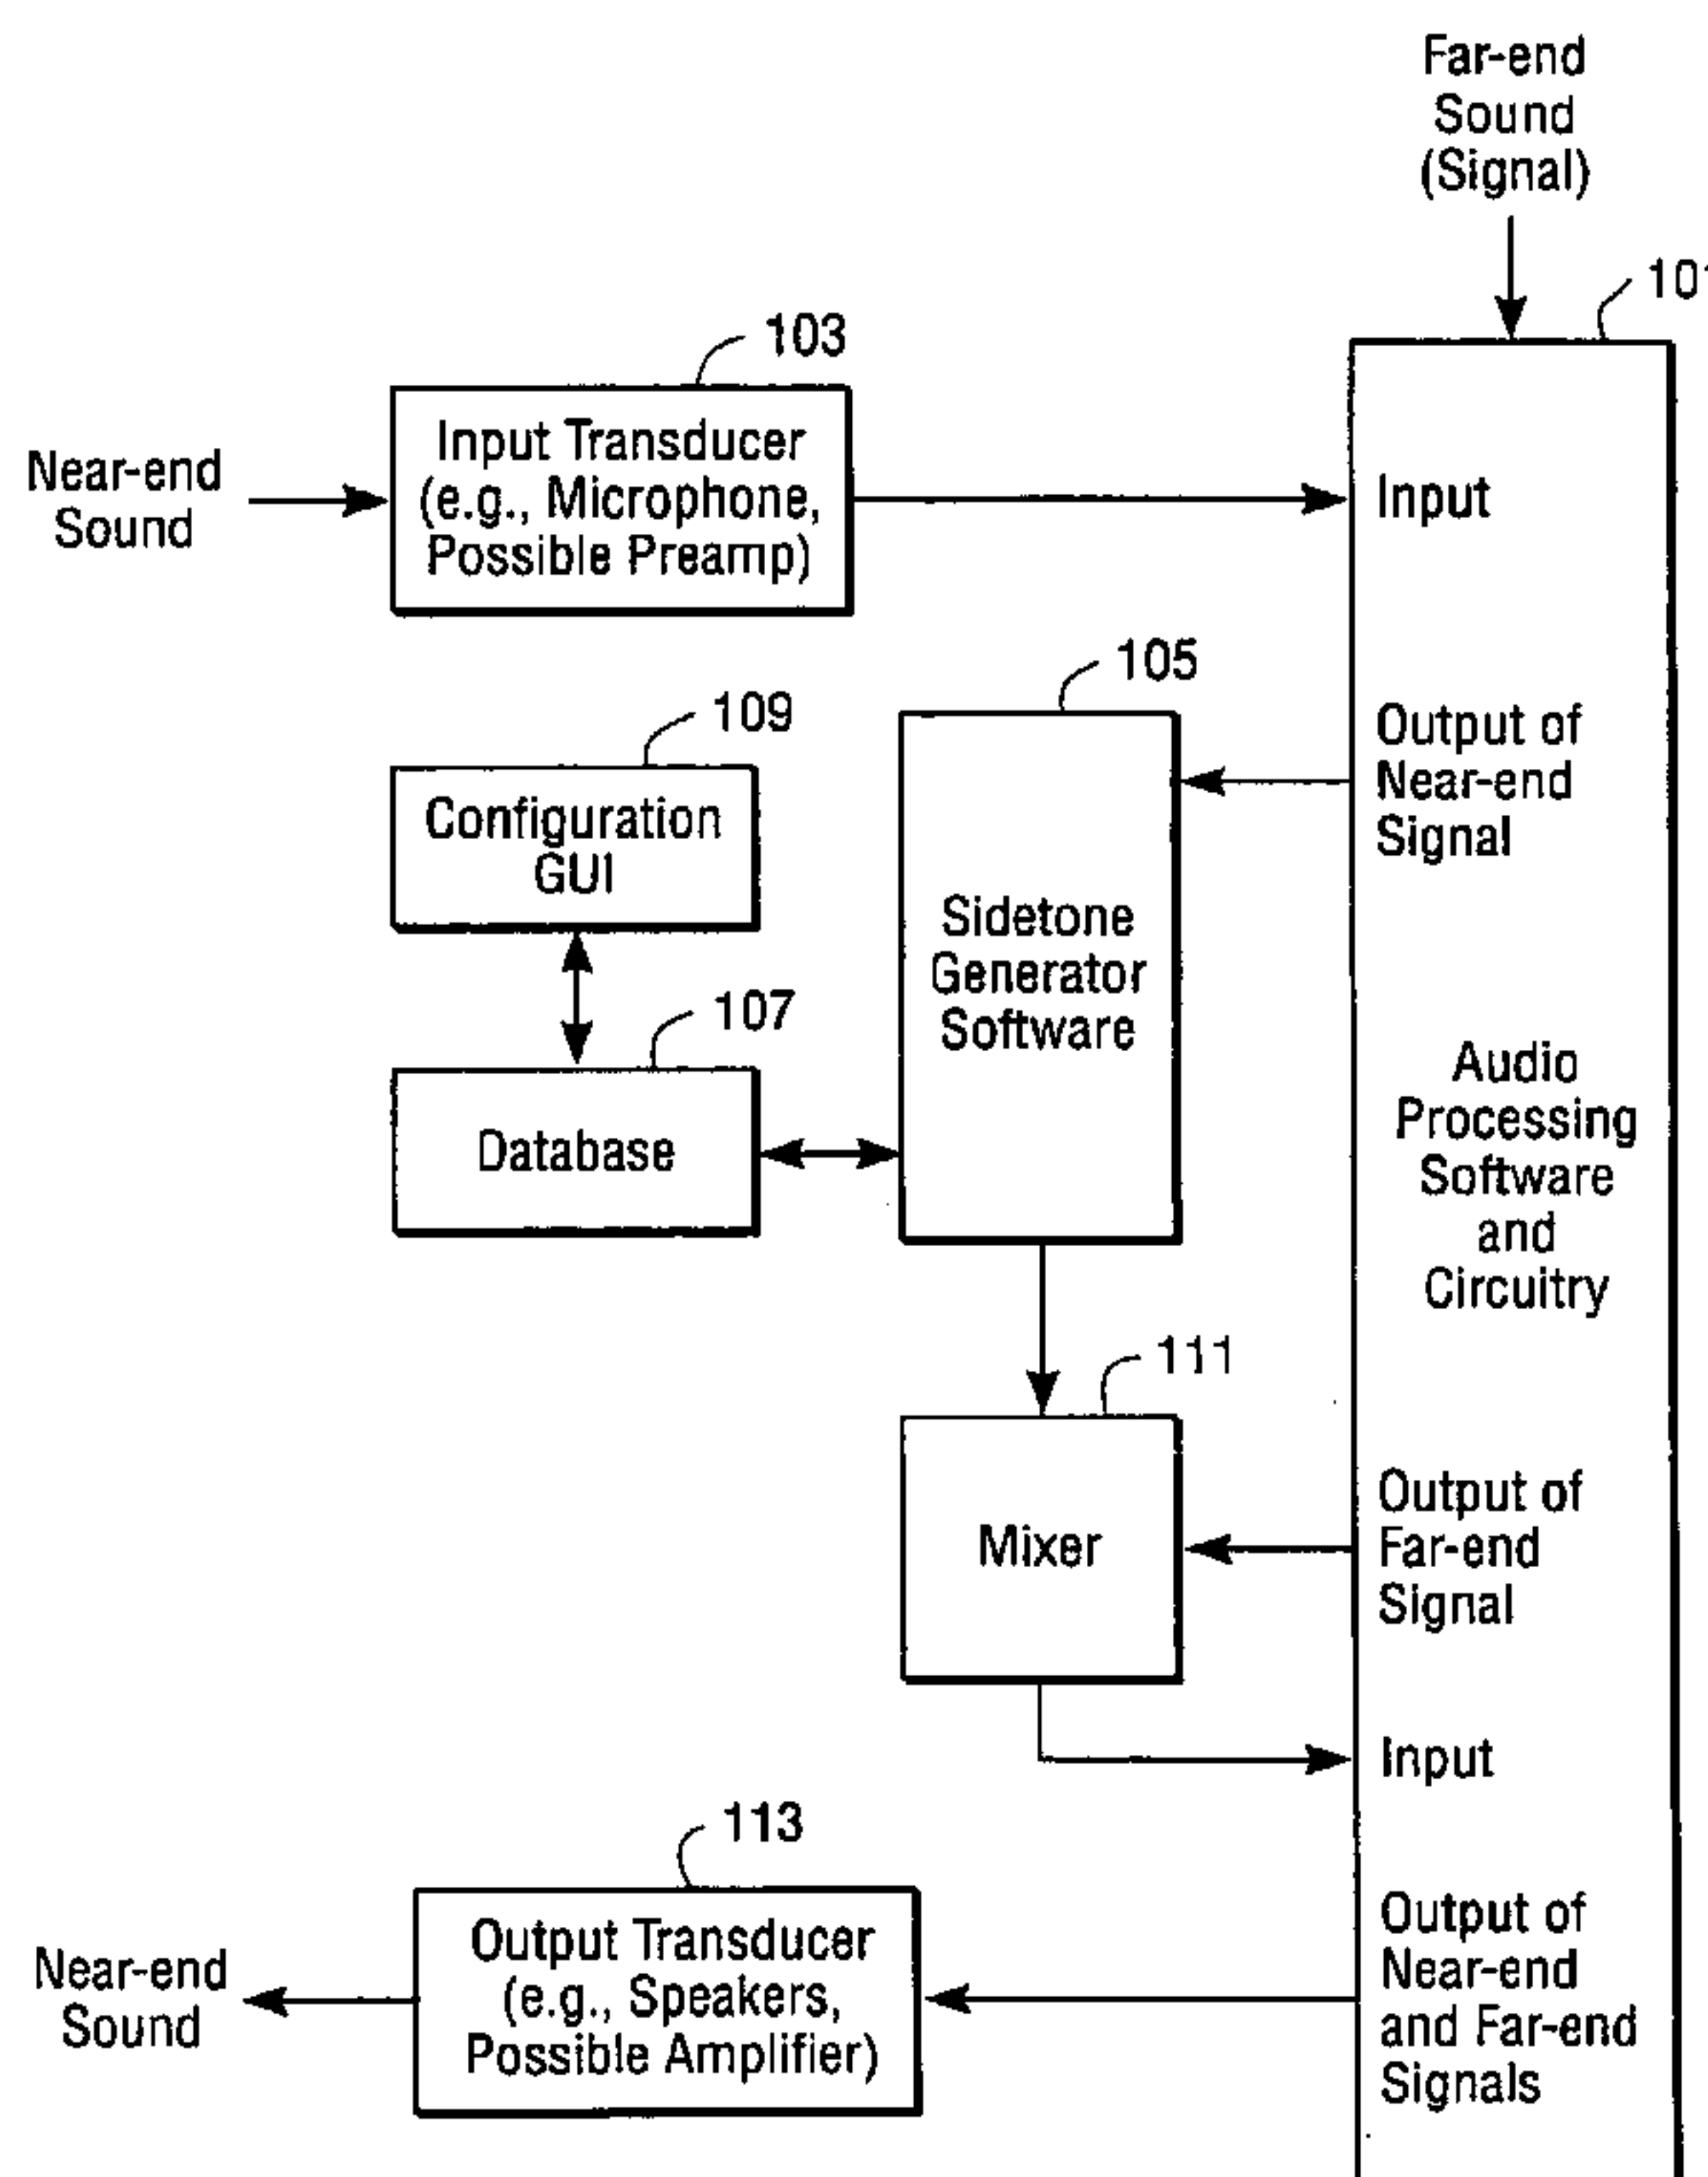 Far-end
Sound
(Signal)
101
103
Input Transducer
(e.g., Microphone,
Possible Preamp)
Near-end
Sound
Input
105
109
Configuration
GUI
Output of
Near-end
Signal
Sidetone
Generator
Software
107
Database
Audio
Processing
Software
and
Circuitry
111
Mixer
Output of
Far-end
Signal
Input
113
Output Transducer
(e.g., Speakers,
Possible Amplifier)
Near-end
Sound
Output of
Near-end
and Far-end
Signals